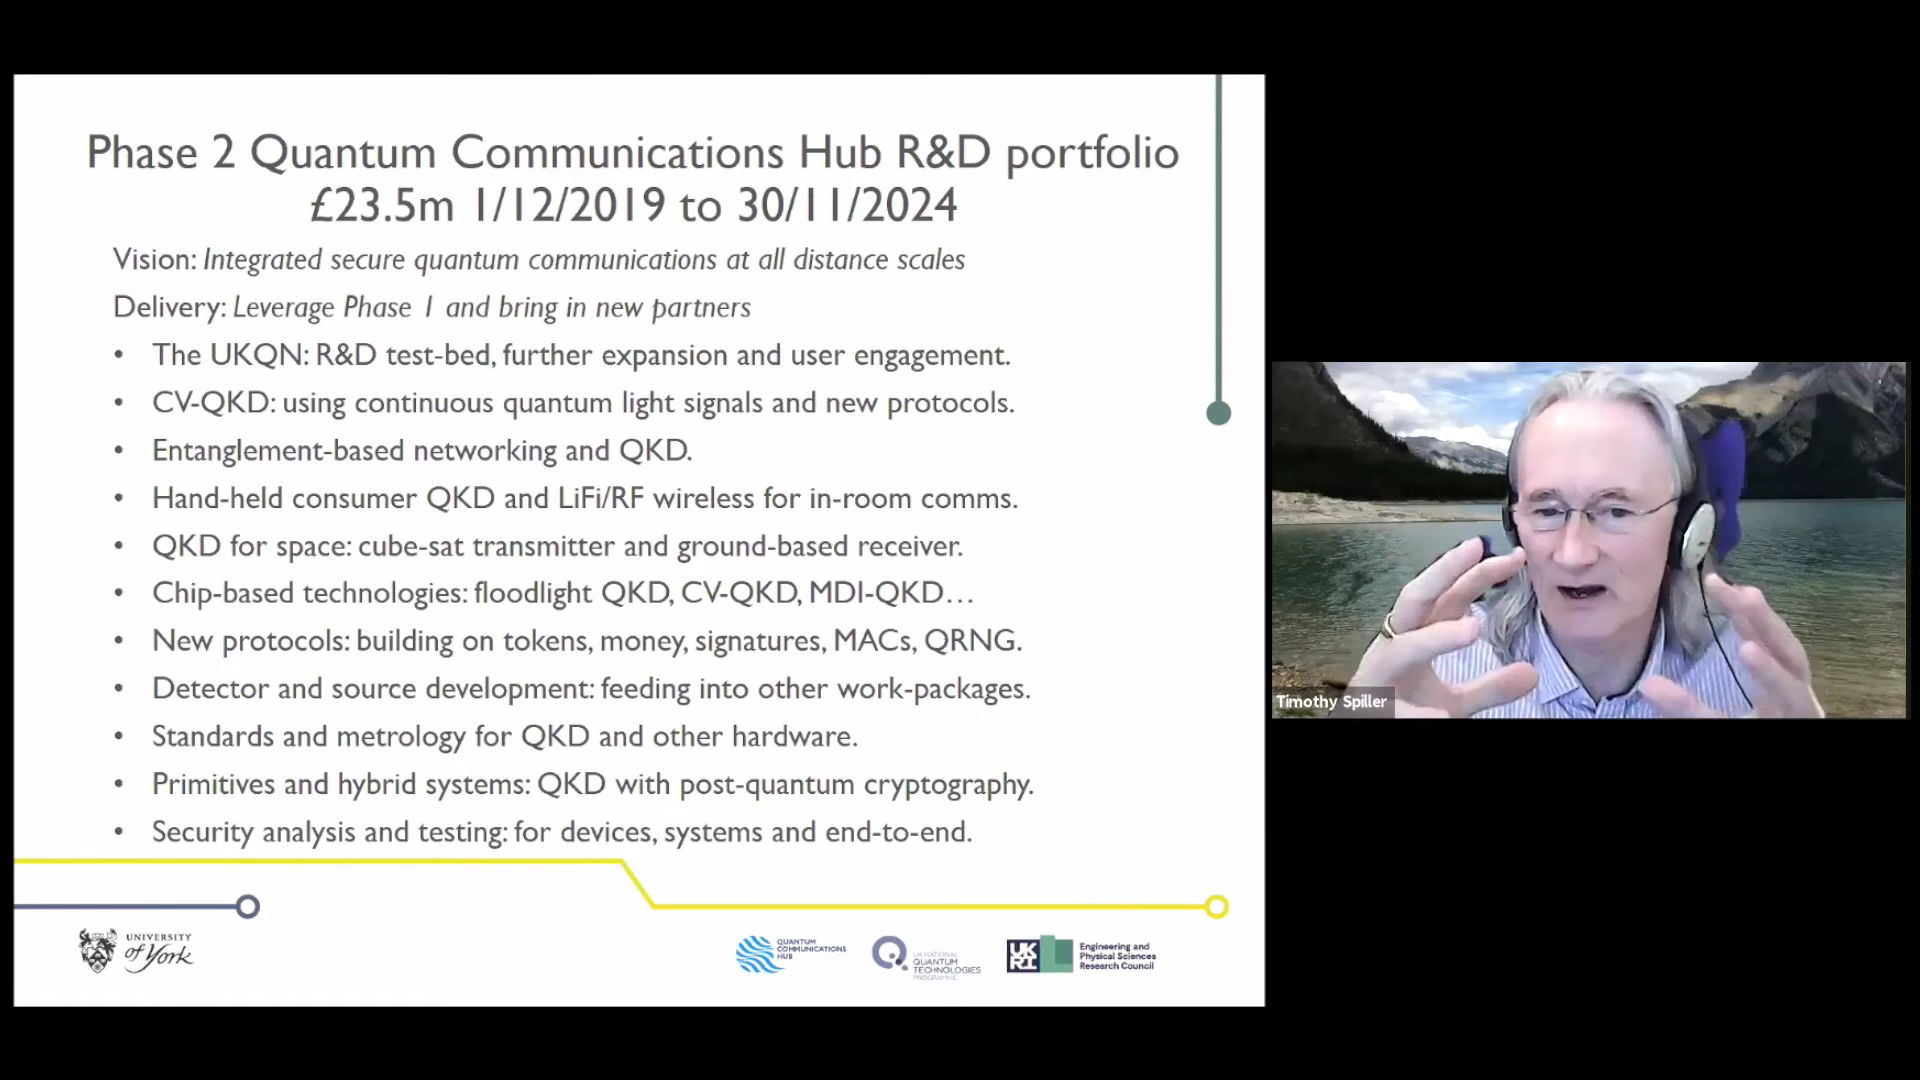 Phase 2 Quantum Communications Hub R&D portfolio
£23.5m 1/12/2019 to 30/11/2024
Vision: Integrated secure quantum communications at all distance scales
Delivery: Leverage Phase 1 and bring in new partners
• The UKQN: R&D test-bed, further expansion and user engagement.
• CV-QKD: using continuous quantum light signals and new protocols.
• Entanglement-based networking and QKD.
• Hand-held consumer QKD and LiFi/RF wireless for in-room comms.
• QKD for space: cube-sat transmitter and ground-based receiver.
• Chip-based technologies: floodlight QKD, CV-QKD, MDI-QKD…
• New protocols: building on tokens, money, signatures, MACs, QRNG.
• Detector and source development: feeding into other work-packages.
• Standards and metrology for QKD and other hardware.
• Primitives and hybrid systems: QKD with post-quantum cryptography.
• Security analysis and testing: for devices, systems and end-to-end.
Timothy Spiller
UNIVERSITY
of York
QUANTUM
COMMUNICATIONS
HUB
UK NATIONAL
QUANTUM
TECHNOLOGIES
PROGRAMME
UK
RI
Engineering and
Physical Sciences
Research Council